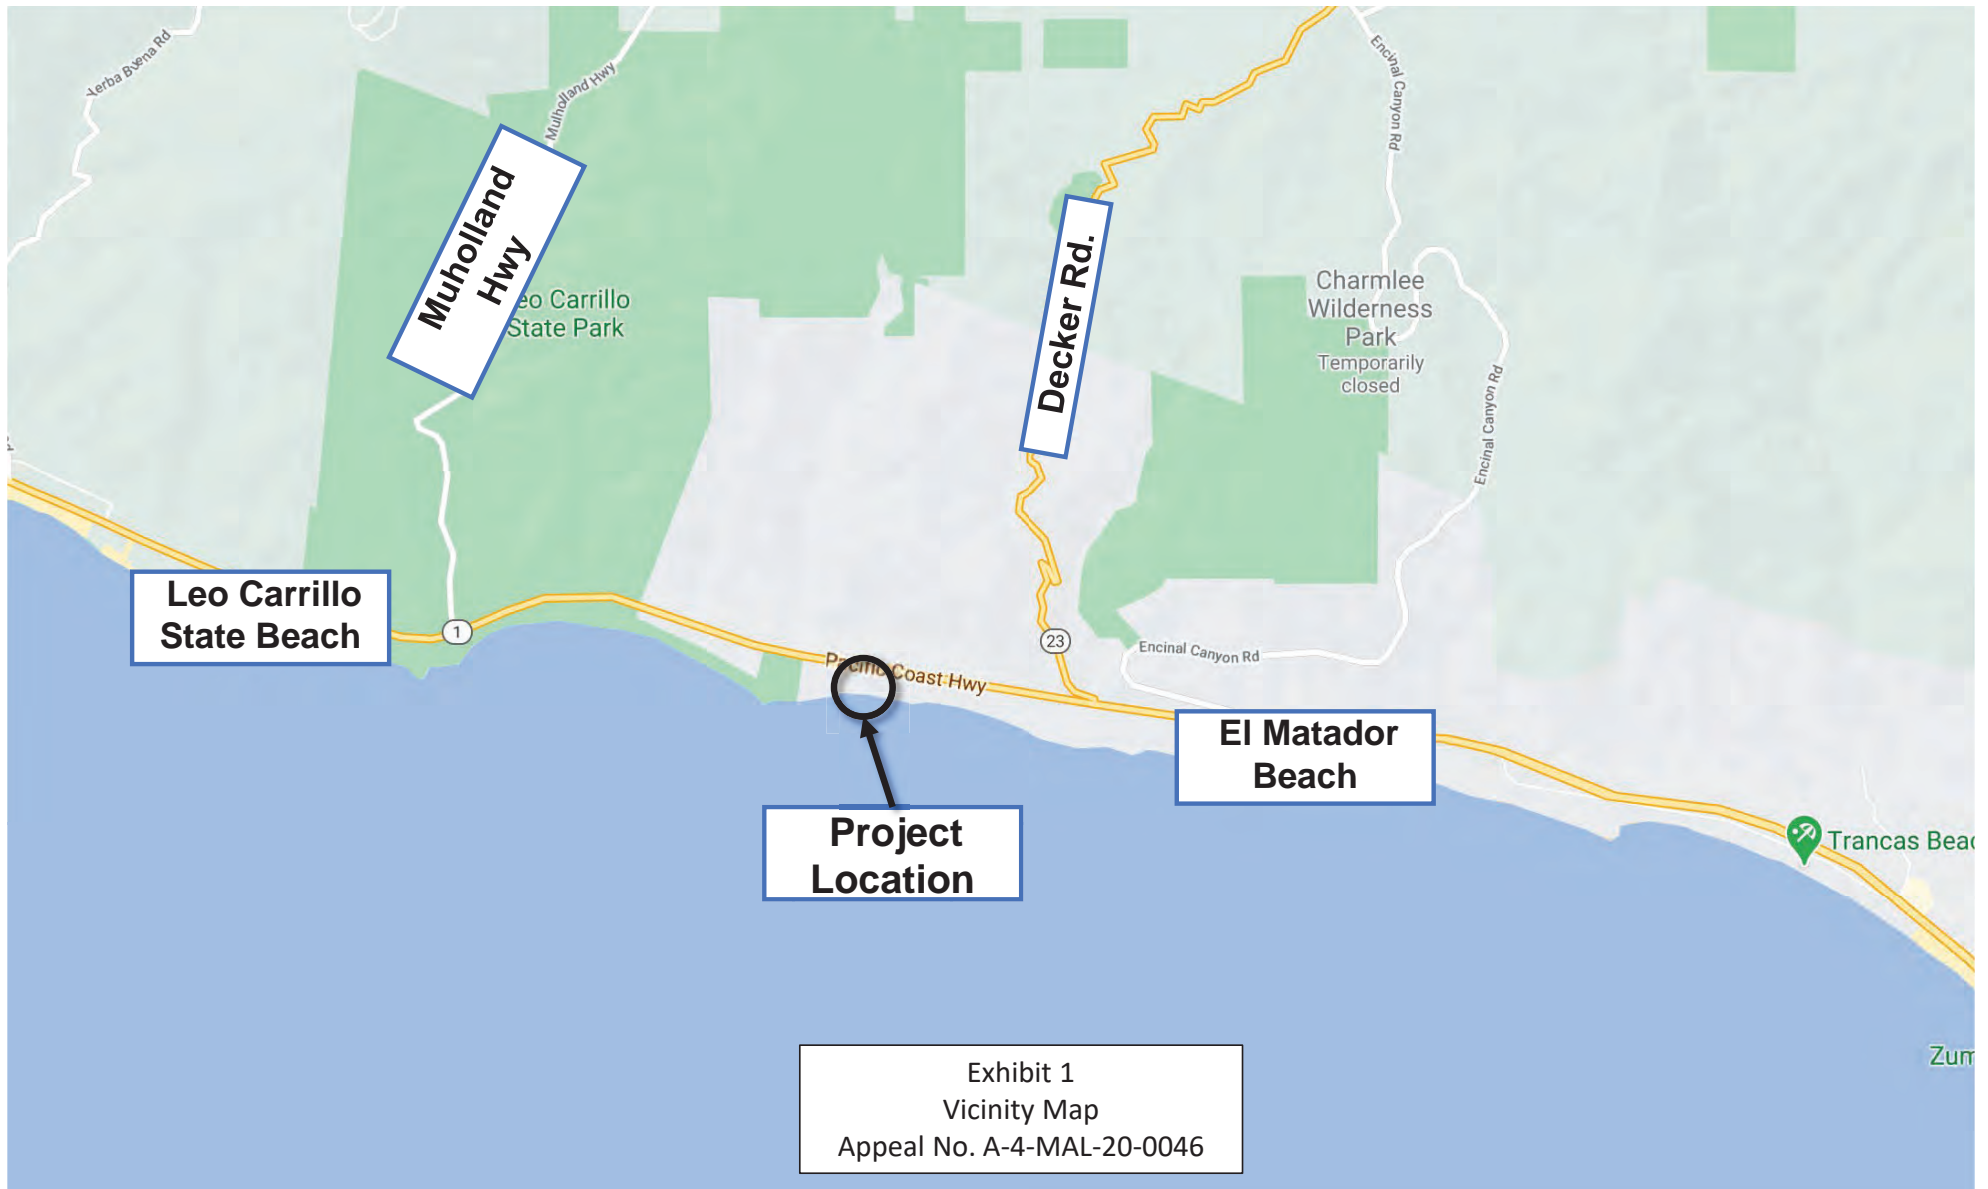 Yerba Buena Rd
Mulholland Hwy
Encinal Canyon Rd
Muholland
Hwy
eo Carrillo
State Park
Decker Rd.
Charmlee
Wilderness
Park
Temporarily
closed
Encinal Canyon Rd
Leo Carrillo
State Beach
1
23
Encinal Canyon Rd
Pacific Coast Hwy
El Matador
Beach
Project
Location
Trancas Beac
Zum
Exhibit 1
Vicinity Map
Appeal No. A-4-MAL-20-0046